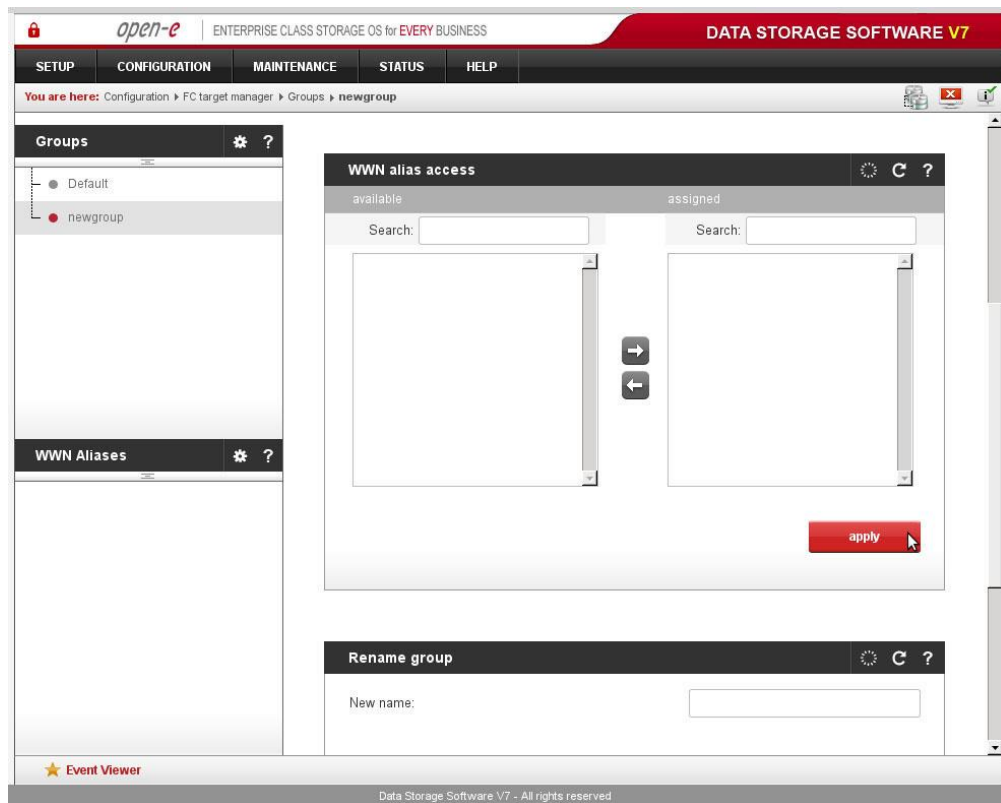 open-e ENTERPRISE CLASS STORAGE OS for EVERY BUSINESS DATA STORAGE SOFTWARE V7
SETUP CONFIGURATION MAINTENANCE STATUS HELP
You are here: Configuration FC target manager Groups newgroup
Groups ?
Default
newgroup
WWN Aliases ?
WWN alias access ?
available assigned
Search: Search:
apply
Rename group ?
New name:
Event Viewer
Data Storage Software V7 - All rights reserved